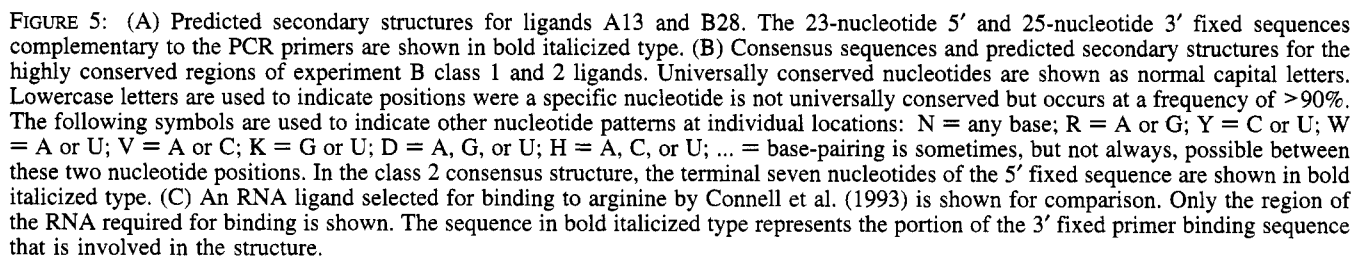 FIGURE 5: (A) Predicted secondary structures for ligands A13 and B28. The 23-nucleotide 5′ and 25-nucleotide 3′ fixed sequences
complementary to the PCR primers are shown in bold italicized type. (B) Consensus sequences and predicted secondary structures for the
highly conserved regions of experiment B class 1 and 2 ligands. Universally conserved nucleotides are shown as normal capital letters.
Lowercase letters are used to indicate positions were a specific nucleotide is not universally conserved but occurs at a frequency of >90%.
The following symbols are used to indicate other nucleotide patterns at individual locations: N = any base; R = A or G; Y = C or U; W
= A or U; V = A or C; K = G or U; D = A, G, or U; H = A, C, or U; ... = base-pairing is sometimes, but not always, possible between
these two nucleotide positions. In the class 2 consensus structure, the terminal seven nucleotides of the 5′ fixed sequence are shown in bold
italicized type. (C) An RNA ligand selected for binding to arginine by Connell et al. (1993) is shown for comparison. Only the region of
the RNA required for binding is shown. The sequence in bold italicized type represents the portion of the 3′ fixed primer binding sequence
that is involved in the structure.